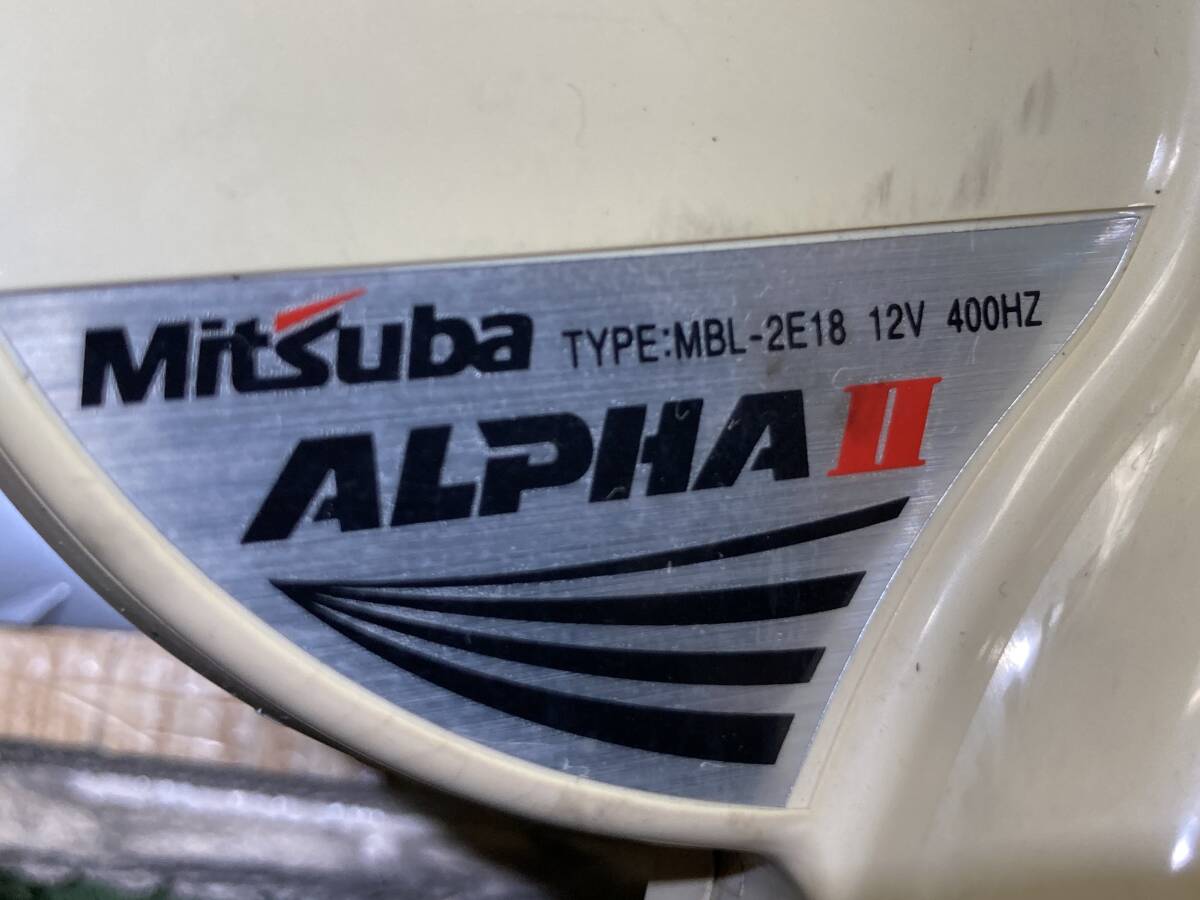 Mitsuba TYPE:MBL-2E18 12V 400HZ
ALPHA II